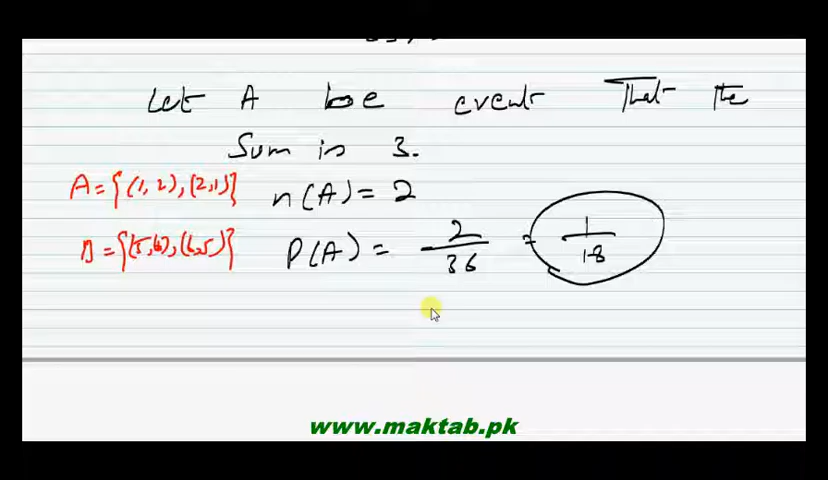 Let A be event That the
Sum is 3.
A = {(1, 2), (2,1)} n(A) = 2
B = {(5,6), (6,5)} P(A) = 2/36 = 1/18
www.maktab.pk